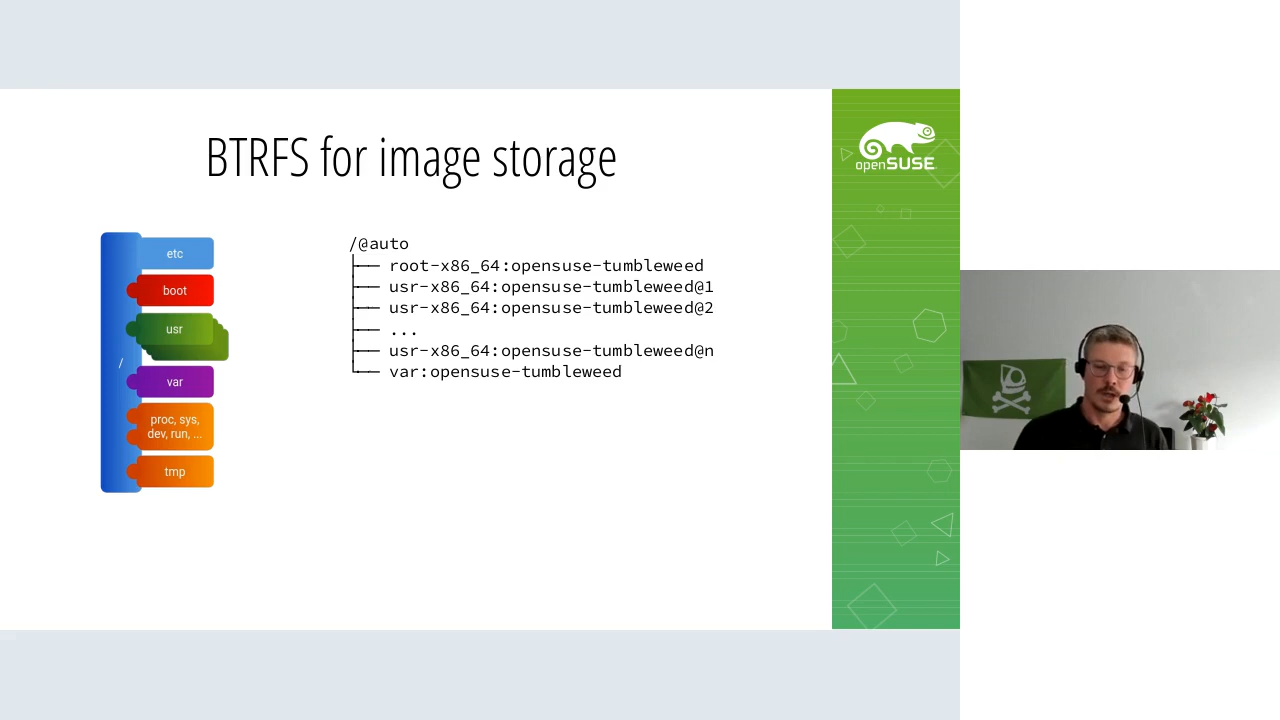 BTRFS for image storage
openSUSE
etc
boot
usr
/
var
proc, sys,
dev, run, ...
tmp
/@auto
├── root-x86_64:opensuse-tumbleweed
├── usr-x86_64:opensuse-tumbleweed@1
├── usr-x86_64:opensuse-tumbleweed@2
├── ...
├── usr-x86_64:opensuse-tumbleweed@n
└── var:opensuse-tumbleweed